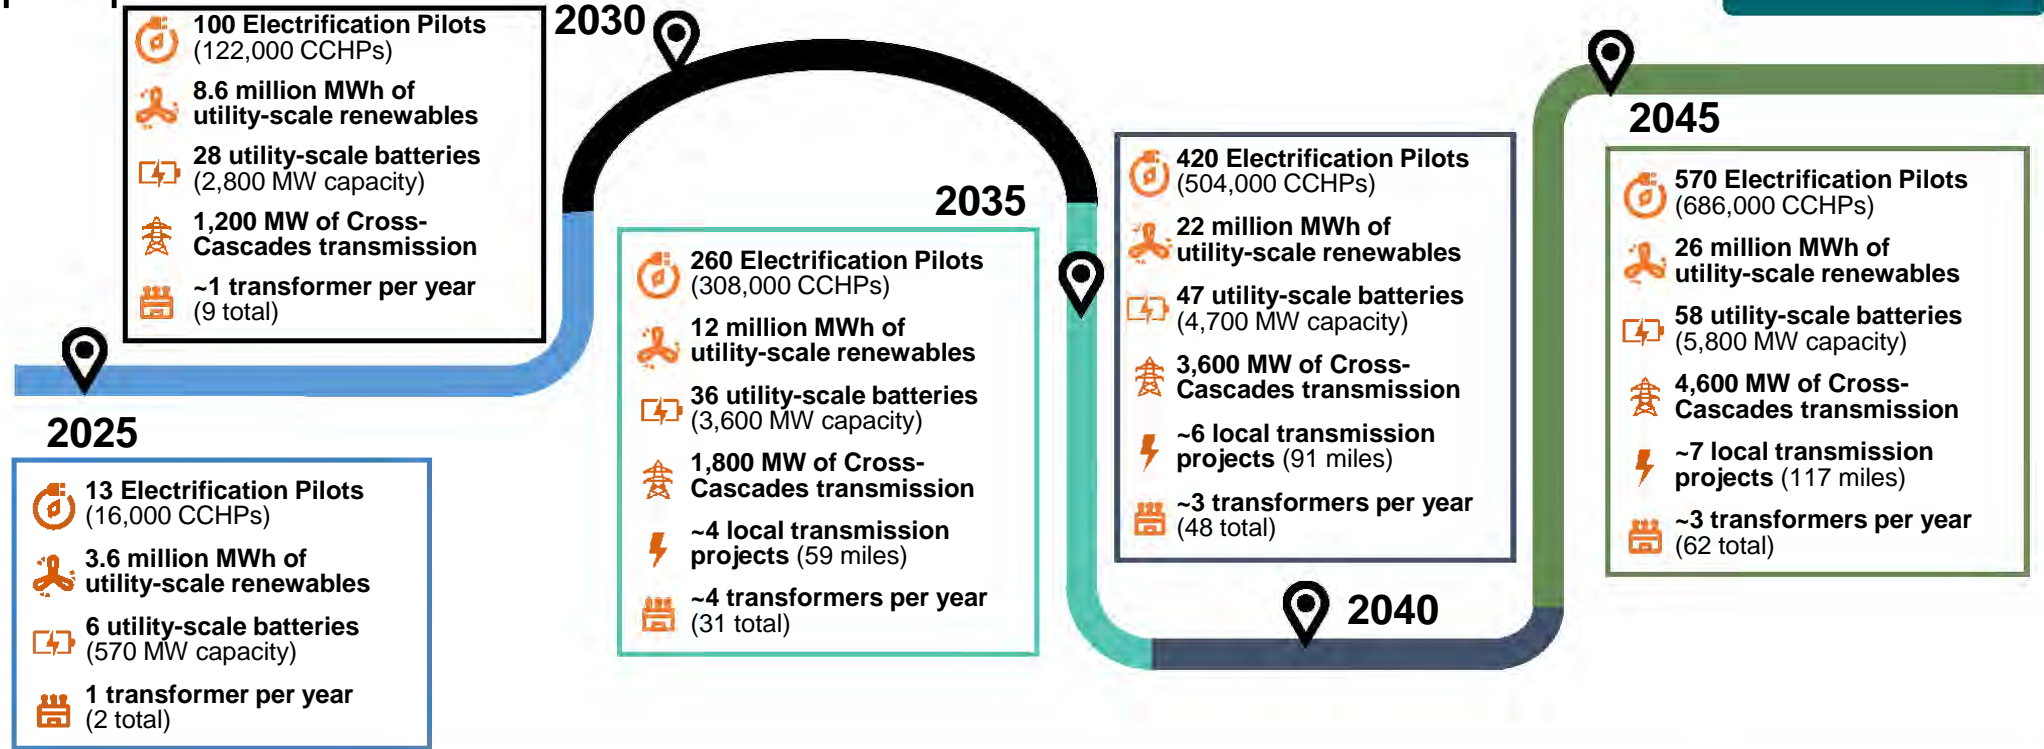 2025
13 Electrification Pilots
(16,000 CCHPs)
3.6 million MWh of
utility-scale renewables
6 utility-scale batteries
(570 MW capacity)
1 transformer per year
(2 total)
2030
100 Electrification Pilots
(122,000 CCHPs)
8.6 million MWh of
utility-scale renewables
28 utility-scale batteries
(2,800 MW capacity)
1,200 MW of Cross-
Cascades transmission
~1 transformer per year
(9 total)
2035
260 Electrification Pilots
(308,000 CCHPs)
12 million MWh of
utility-scale renewables
36 utility-scale batteries
(3,600 MW capacity)
1,800 MW of Cross-
Cascades transmission
~4 local transmission
projects (59 miles)
~4 transformers per year
(31 total)
420 Electrification Pilots
(504,000 CCHPs)
22 million MWh of
utility-scale renewables
47 utility-scale batteries
(4,700 MW capacity)
3,600 MW of Cross-
Cascades transmission
~6 local transmission
projects (91 miles)
~3 transformers per year
(48 total)
2040
2045
570 Electrification Pilots
(686,000 CCHPs)
26 million MWh of
utility-scale renewables
58 utility-scale batteries
(5,800 MW capacity)
4,600 MW of Cross-
Cascades transmission
~7 local transmission
projects (117 miles)
~3 transformers per year
(62 total)